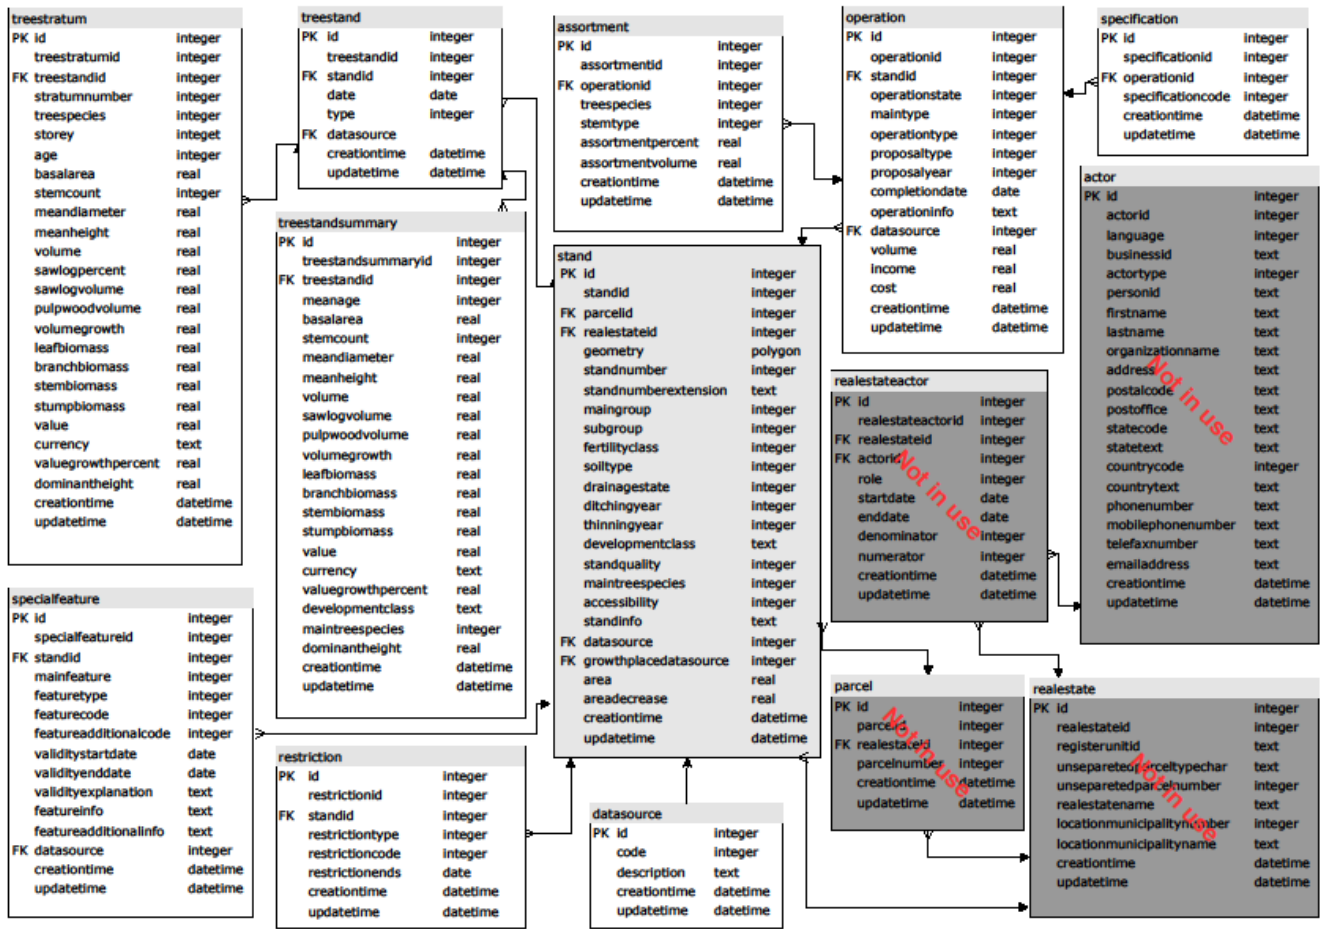 treestratum
PK id integer
treestratumid integer
FK treestandid integer
stratumnumber integer
treespecies integer
storey integet
age integer
basalarea real
stemcount integer
meandiameter real
meanheight real
volume real
sawlogpercent real
sawlogvolume real
pulpwoodvolume real
volumegrowth real
leafbiomass real
branchbiomass real
stembiomass real
stumpbiomass real
value real
currency text
valuegrowthpercent real
dominantheight real
creationtime datetime
updatetime datetime
treestand
PK id integer
treestandid integer
FK standid integer
date date
type integer
FK datasource
creationtime datetime
updatetime datetime
assortment
PK id integer
assortmentid integer
FK operationid integer
treespecies integer
stemtype integer
assortmentpercent real
assortmentvolume real
creationtime datetime
updatetime datetime
operation
PK id integer
operationid integer
FK standid integer
operationstate integer
maintype integer
operationtype integer
proposaltype integer
proposalyear integer
completiondate date
operationinfo text
FK datasource integer
volume real
income real
cost real
creationtime datetime
updatetime datetime
specification
PK id integer
specificationid integer
FK operationid integer
specificationcode integer
creationtime datetime
updatetime datetime
actor
PK id integer
actorid integer
language integer
businessid text
actortype integer
personid text
firstname text
lastname text
organizationname text
address text
postalcode text
postoffice text
statecode text
statetext text
countrycode integer
countrytext text
phonenumber text
mobilephonenumber text
telefaxnumber text
emailaddress text
creationtime datetime
updatetime datetime
Not in use
treestandsummary
PK id integer
treestandsummaryid integer
FK treestandid integer
meanage integer
basalarea real
stemcount integer
meandiameter real
meanheight real
volume real
sawlogvolume real
pulpwoodvolume real
volumegrowth real
leafbiomass real
branchbiomass real
stembiomass real
stumpbiomass real
value real
currency text
valuegrowthpercent real
developmentclass text
maintreespecies integer
dominantheight real
creationtime datetime
updatetime datetime
stand
PK id integer
standid integer
FK parcelid integer
FK realestateid integer
geometry polygon
standnumber integer
standnumberextension text
maingroup integer
subgroup integer
fertilityclass integer
soiltype integer
drainagestate integer
ditchingyear integer
thinningyear integer
developmentclass text
standquality integer
maintreespecies integer
accessibility integer
standinfo text
FK datasource integer
FK growthplacedatasource integer
area real
areadecrease real
creationtime datetime
updatetime datetime
realestateactor
PK id integer
realestateactorid integer
FK realestateid integer
FK actorid integer
role integer
startdate date
enddate date
denominator integer
numerator integer
creationtime datetime
updatetime datetime
Not in use
specialfeature
PK id integer
specialfeatureid integer
FK standid integer
mainfeature integer
featuretype integer
featurecode integer
featureadditionalcode integer
validitystartdate date
validityenddate date
validityexplanation text
featureinfo text
featureadditionalinfo text
FK datasource integer
creationtime datetime
updatetime datetime
restriction
PK id integer
restrictionid integer
FK standid integer
restrictiontype integer
restrictioncode integer
restrictionends date
creationtime datetime
updatetime datetime
datasource
PK id integer
code integer
description text
creationtime datetime
updatetime datetime
parcel
PK id integer
parcelid integer
FK realestateid integer
parcelnumber integer
creationtime datetime
updatetime datetime
Not in use
realestate
PK id integer
realestateid integer
registerunitid text
unseparetedparceltypechar text
unseparetedparcelnumber integer
realestatename text
locationmunicipalitynumber integer
locationmunicipalityname text
creationtime datetime
updatetime datetime
Not in use